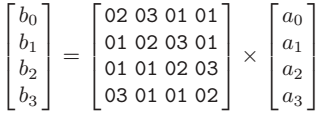 b₀ = 02 03 01 01 × a₀
b₁ 01 02 03 01 a₁
b₂ 01 01 02 03 a₂
b₃ 03 01 01 02 a₃